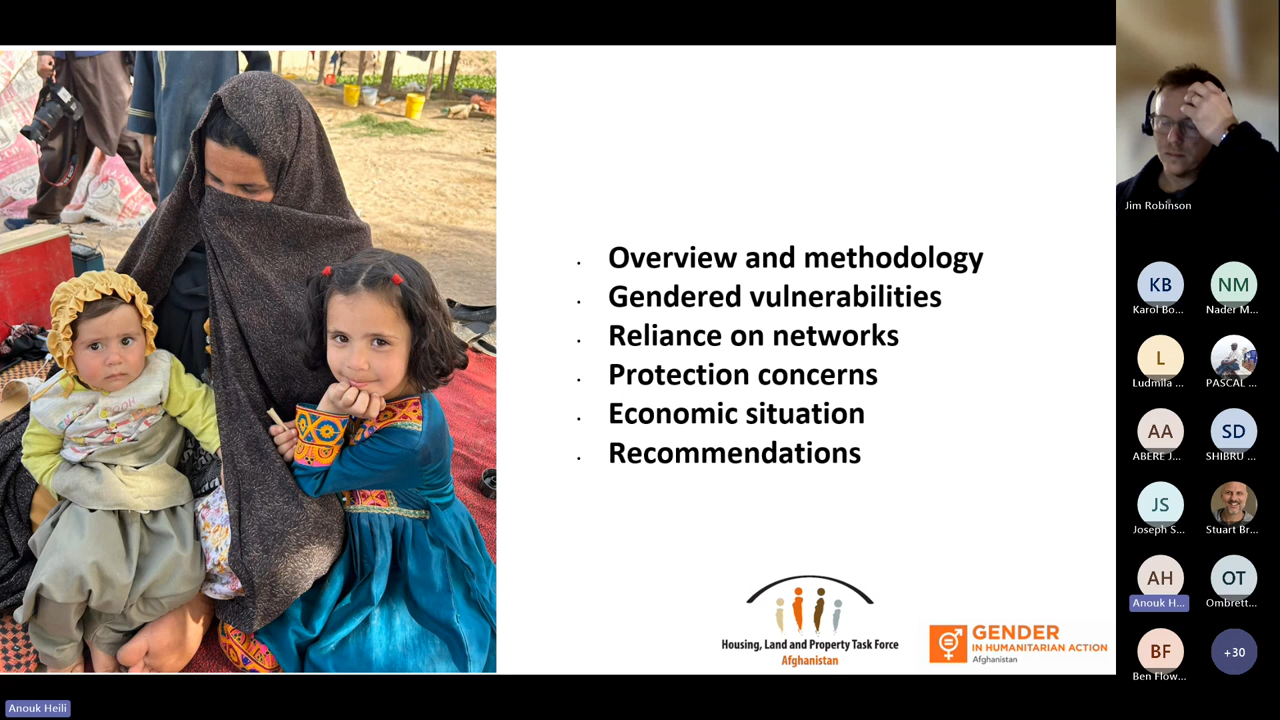 Overview and methodology
Gendered vulnerabilities
Reliance on networks
Protection concerns
Economic situation
Recommendations
Housing, Land and Property Task Force
Afghanistan
GENDER
IN HUMANITARIAN ACTION
Afghanistan
Jim Robinson
KB
NM
Karol Bo...
Nader M...
L
Ludmila ...
PASCAL ...
AA
SD
ABERE J...
SHIBRU ...
JS
Joseph S...
Stuart Br...
AH
OT
Anouk H...
Ombrett...
BF
+30
Ben Flow...
Anouk Heili